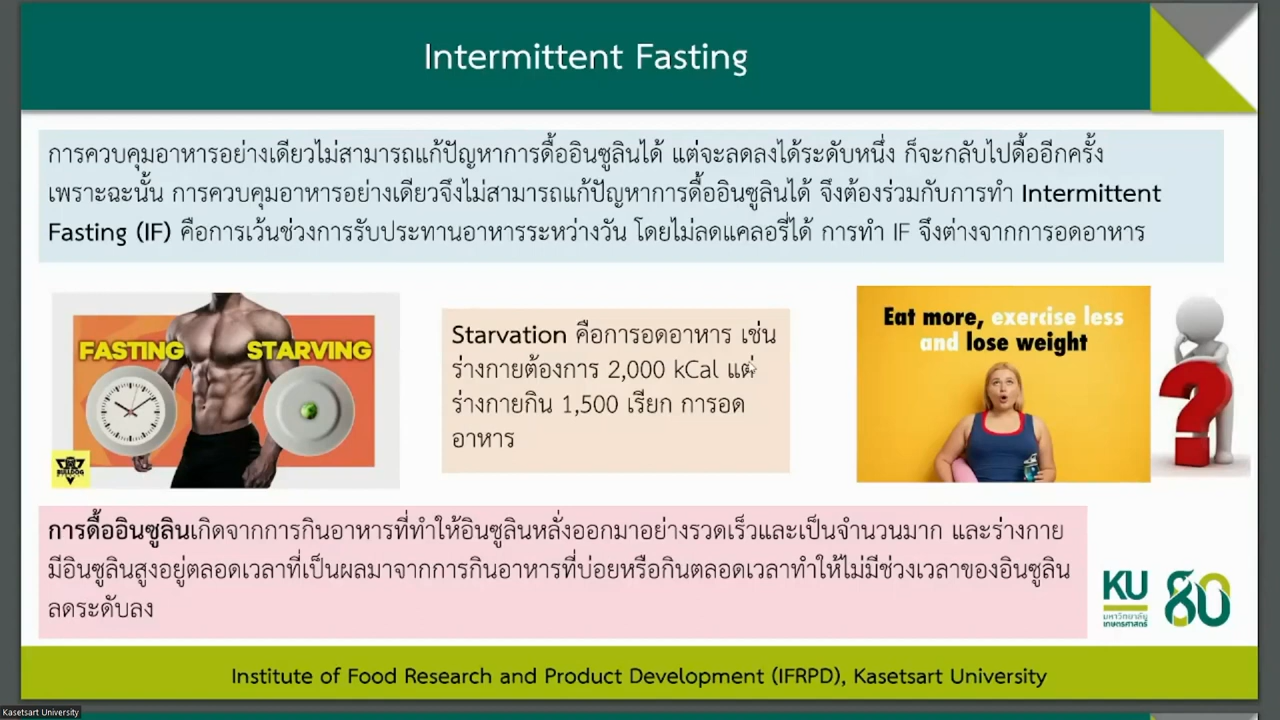 Intermittent Fasting
การควบคุมอาหารอย่างเดียวไม่สามารถแก้ปัญหาการดื้ออินซูลินได้ แต่จะลดลงได้ระดับหนึ่ง ก็จะกลับไปดื้ออีกครั้ง
เพราะฉะนั้น การควบคุมอาหารอย่างเดียวจึงไม่สามารถแก้ปัญหาการดื้ออินซูลินได้ จึงต้องร่วมกับการทำ Intermittent
Fasting (IF) คือการเว้นช่วงการรับประทานอาหารระหว่างวัน โดยไม่ลดแคลอรี่ได้ การทำ IF จึงต่างจากการอดอาหาร
FASTING STARVING
BULLDOG
Starvation คือการอดอาหาร เช่น
ร่างกายต้องการ 2,000 kCal แต่
ร่างกายกิน 1,500 เรียก การอด
อาหาร
Eat more, exercise less
and lose weight
การดื้ออินซูลินเกิดจากการกินอาหารที่ทำให้อินซูลินหลั่งออกมาอย่างรวดเร็วและเป็นจำนวนมาก และร่างกาย
มีอินซูลินสูงอยู่ตลอดเวลาที่เป็นผลมาจากการกินอาหารที่บ่อยหรือกินตลอดเวลาทำให้ไม่มีช่วงเวลาของอินซูลิน
ลดระดับลง
KU 80
มหาวิทยาลัย
เกษตรศาสตร์
Institute of Food Research and Product Development (IFRPD), Kasetsart University
Kasetsart University